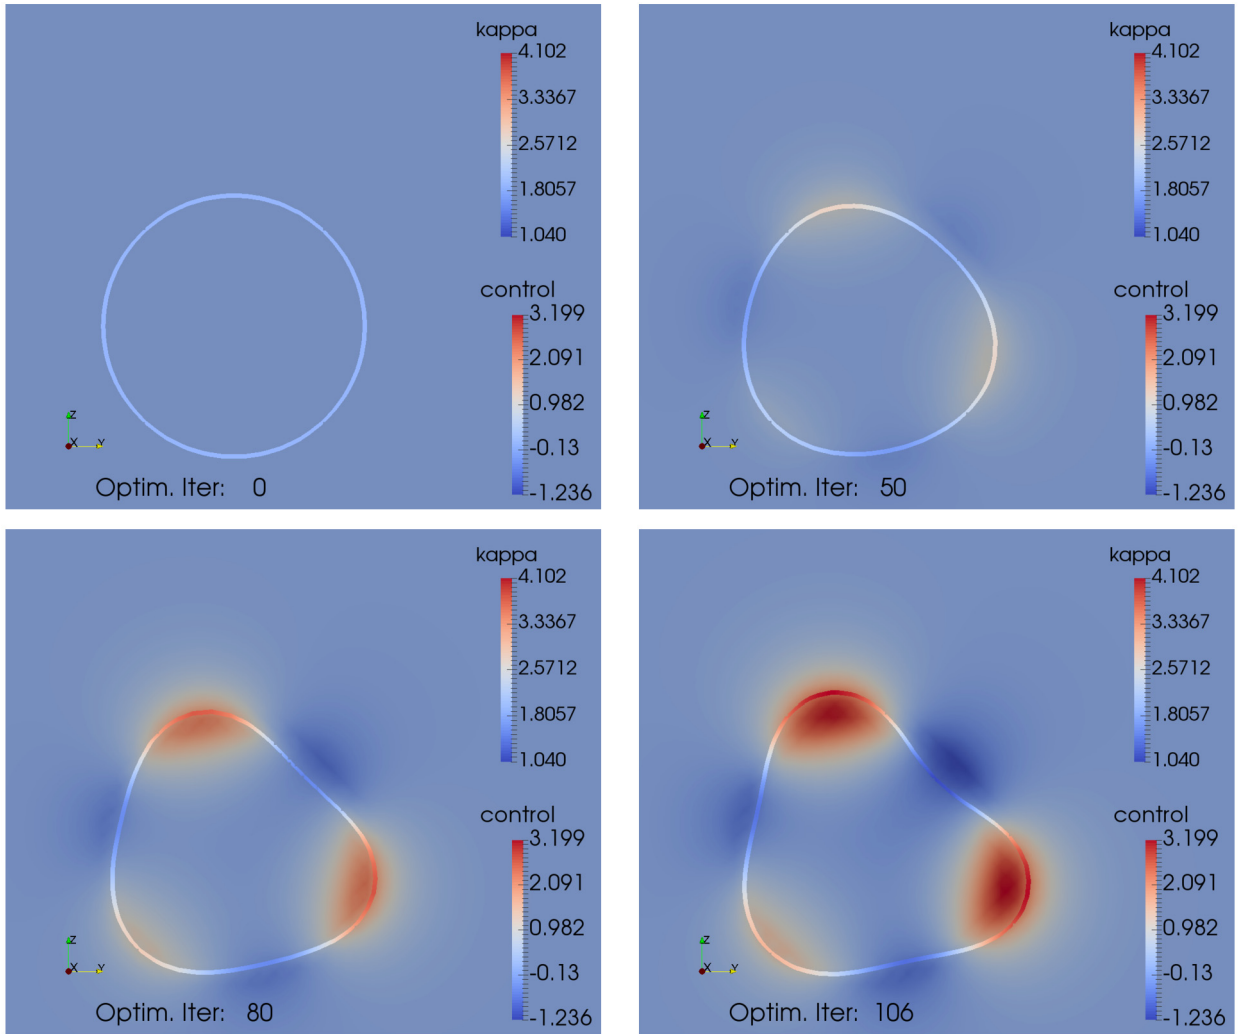 kappa
4.102
3.3367
2.5712
1.8057
1.040
control
3.199
2.091
0.982
-0.13
-1.236
Z
X Y
Optim. Iter: 0
kappa
4.102
3.3367
2.5712
1.8057
1.040
control
3.199
2.091
0.982
-0.13
-1.236
Z
X Y
Optim. Iter: 50
kappa
4.102
3.3367
2.5712
1.8057
1.040
control
3.199
2.091
0.982
-0.13
-1.236
Z
X Y
Optim. Iter: 80
kappa
4.102
3.3367
2.5712
1.8057
1.040
control
3.199
2.091
0.982
-0.13
-1.236
Z
X Y
Optim. Iter: 106